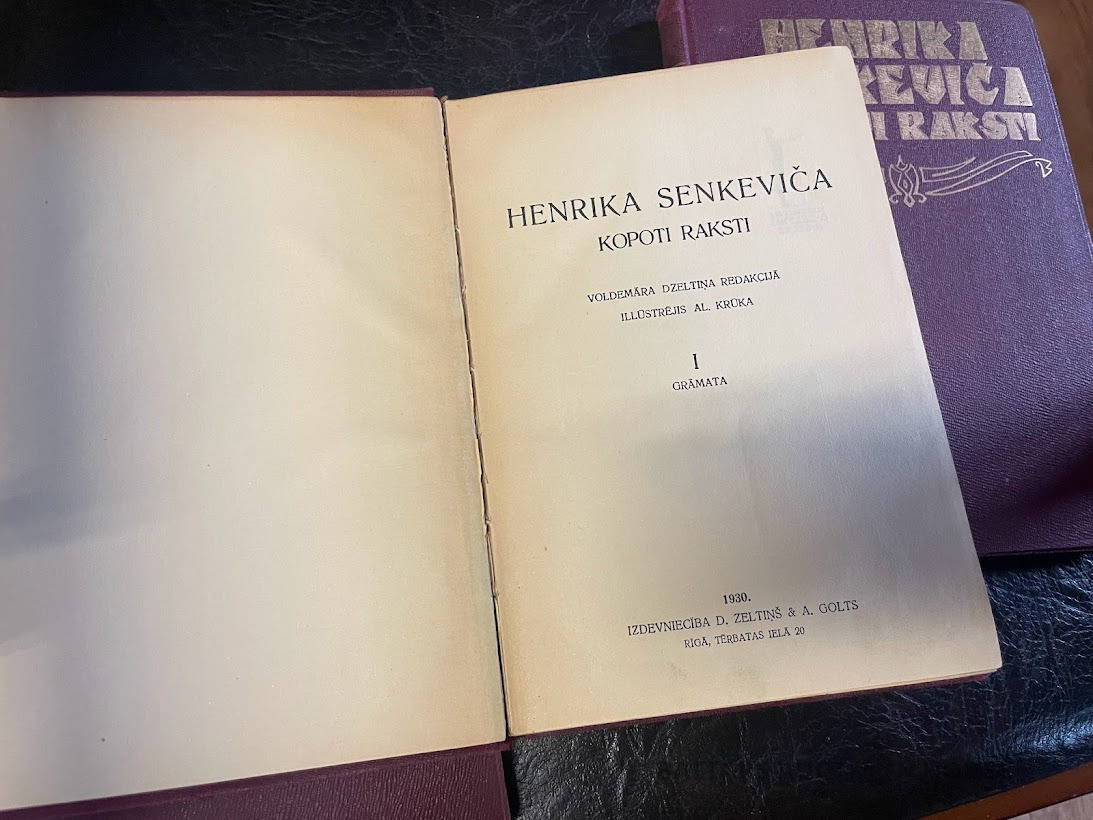 HENRIKA SENKEVIČA
KOPOTI RAKSTI
VOLDEMĀRA DZELTIŅA REDAKCIJĀ
ILLŪSTRĒJIS AL. KRŪKA
I
GRĀMATA
1930.
IZDEVNIECĪBA D. ZELTIŅŠ & A. GOLTS
RĪGĀ, TĒRBATAS IELĀ 20
HENRIKA
RAKSTI